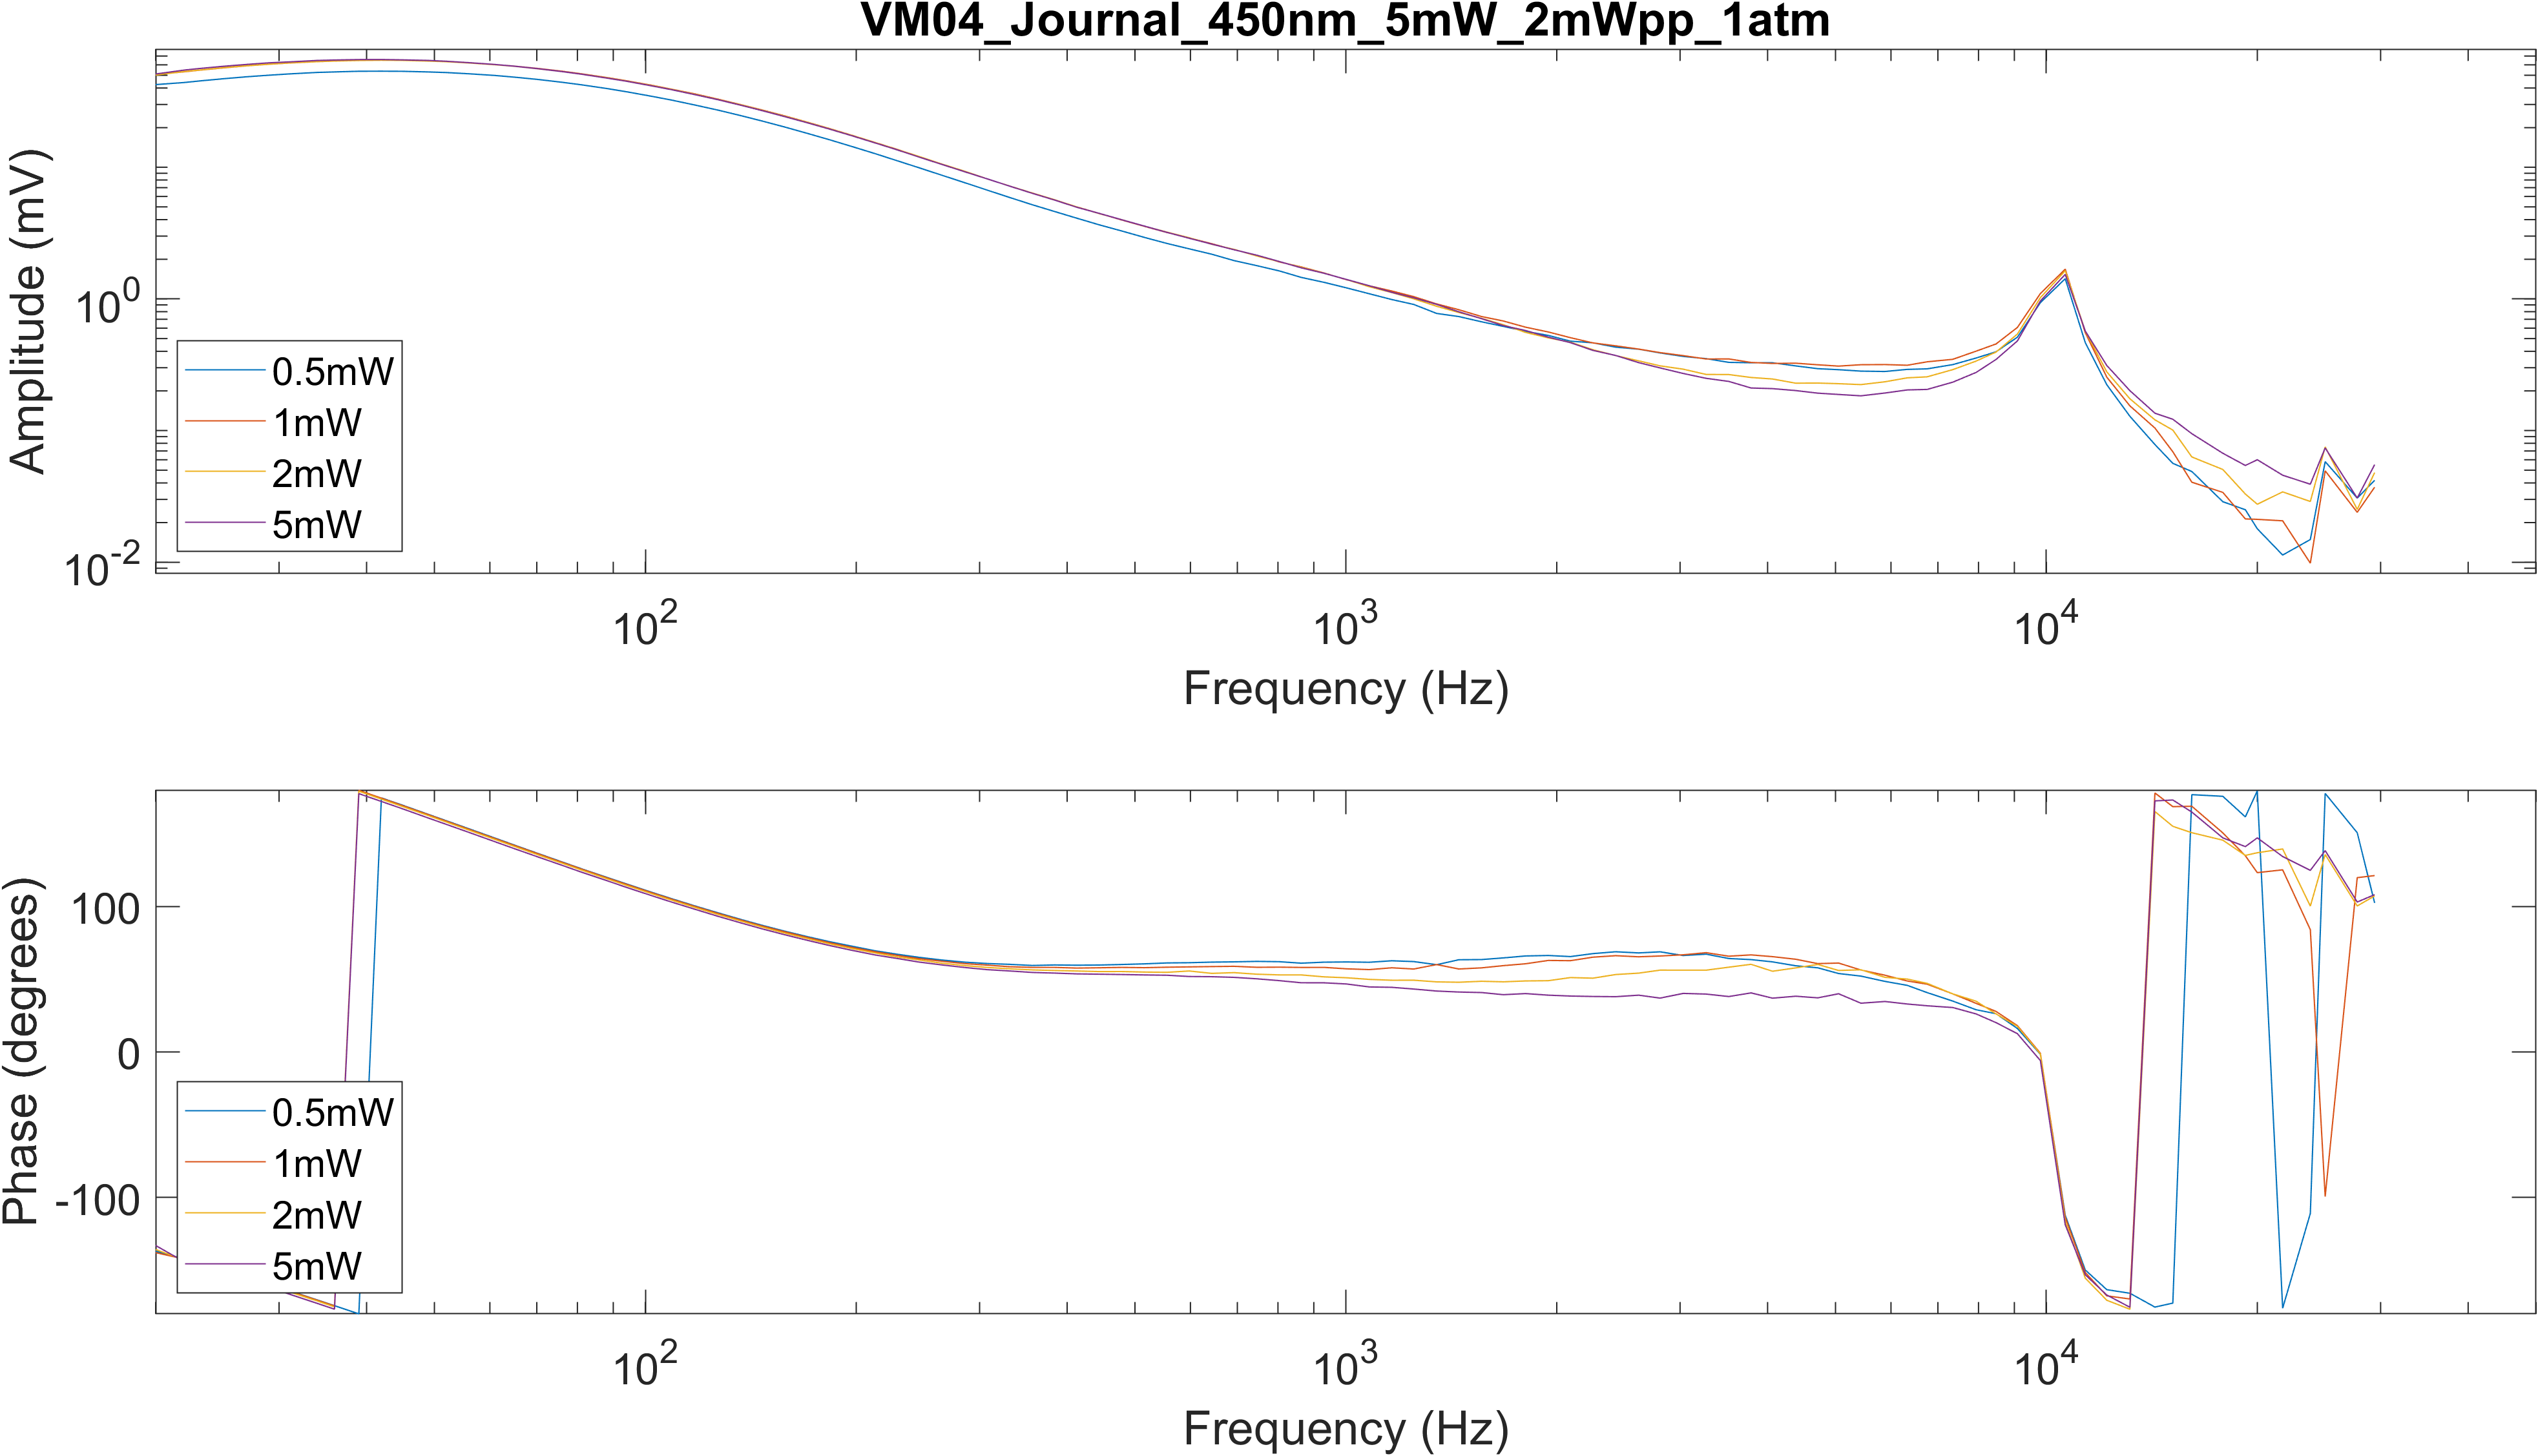 VM04_Journal_450nm_5mW_2mWpp_1atm
Amplitude (mV)
10^0
10^-2
0.5mW
1mW
2mW
5mW
10^2 10^3 10^4
Frequency (Hz)
Phase (degrees)
100
0
-100
0.5mW
1mW
2mW
5mW
10^2 10^3 10^4
Frequency (Hz)